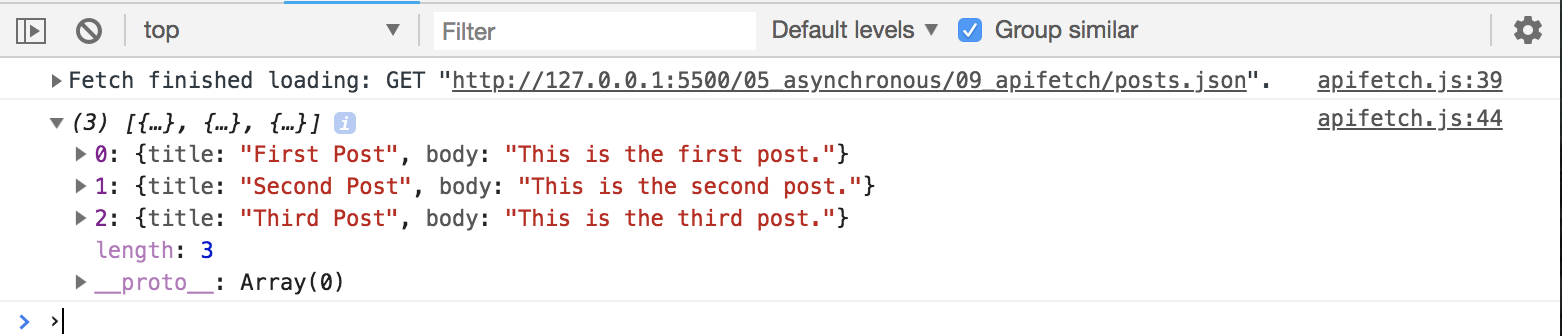 top Filter Default levels Group similar
Fetch finished loading: GET "http://127.0.0.1:5500/05_asynchronous/09_apifetch/posts.json". apifetch.js:39
(3) [{…}, {…}, {…}] i apifetch.js:44
0: {title: "First Post", body: "This is the first post."}
1: {title: "Second Post", body: "This is the second post."}
2: {title: "Third Post", body: "This is the third post."}
length: 3
__proto__: Array(0)
> ›